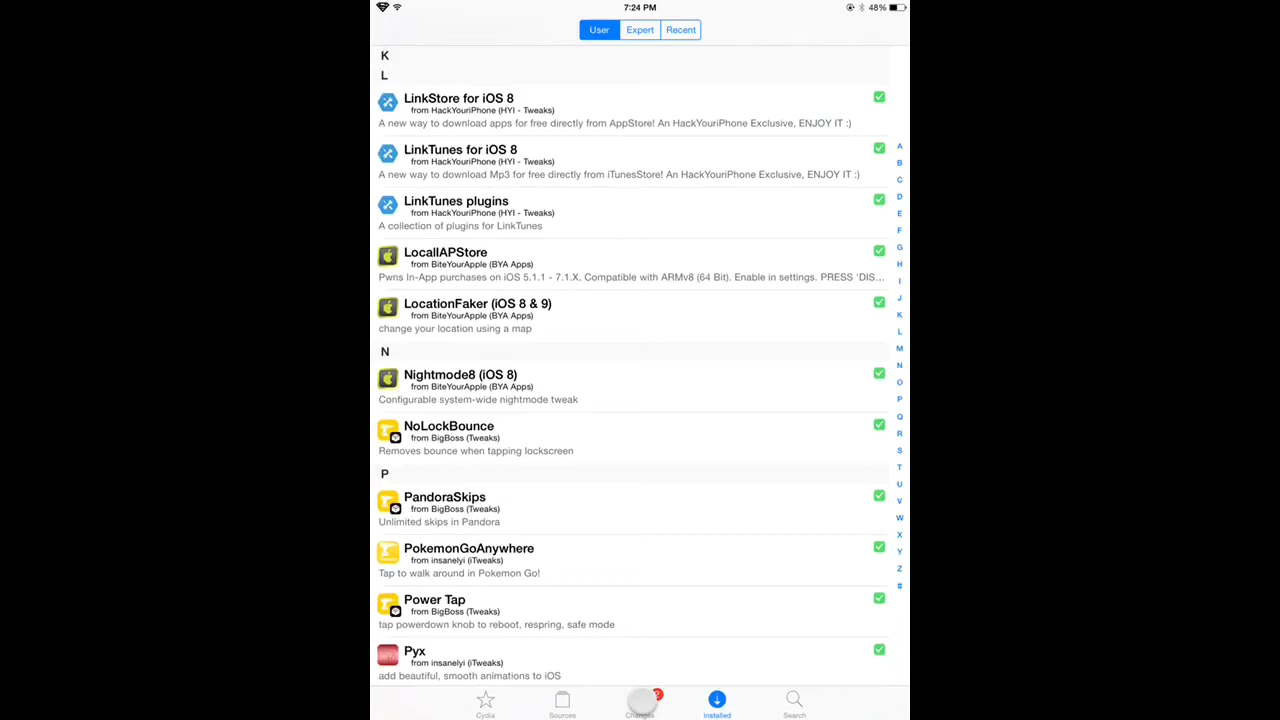 7:24 PM
48%
User
Expert
Recent
K
L
LinkStore for iOS 8
from HackYouriPhone (HYI - Tweaks)
A new way to download apps for free directly from AppStore! An HackYouriPhone Exclusive, ENJOY IT :)
LinkTunes for iOS 8
from HackYouriPhone (HYI - Tweaks)
A new way to download Mp3 for free directly from iTunesStore! An HackYouriPhone Exclusive, ENJOY IT :)
LinkTunes plugins
from HackYouriPhone (HYI - Tweaks)
A collection of plugins for LinkTunes
LocalIAPStore
from BiteYourApple (BYA Apps)
Pwns In-App purchases on iOS 5.1.1 - 7.1.X. Compatible with ARMv8 (64 Bit). Enable in settings. PRESS 'DIS...
LocationFaker (iOS 8 & 9)
from BiteYourApple (BYA Apps)
change your location using a map
N
Nightmode8 (iOS 8)
from BiteYourApple (BYA Apps)
Configurable system-wide nightmode tweak
NoLockBounce
from BigBoss (Tweaks)
Removes bounce when tapping lockscreen
P
PandoraSkips
from BigBoss (Tweaks)
Unlimited skips in Pandora
PokemonGoAnywhere
from insanelyi (iTweaks)
Tap to walk around in Pokemon Go!
Power Tap
from BigBoss (Tweaks)
tap powerdown knob to reboot, respring, safe mode
Pyx
from insanelyi (iTweaks)
add beautiful, smooth animations to iOS
A
B
C
D
E
F
G
H
I
J
K
L
M
N
O
P
Q
R
S
T
U
V
W
X
Y
Z
#
Cydia
Sources
Changes
Installed
Search